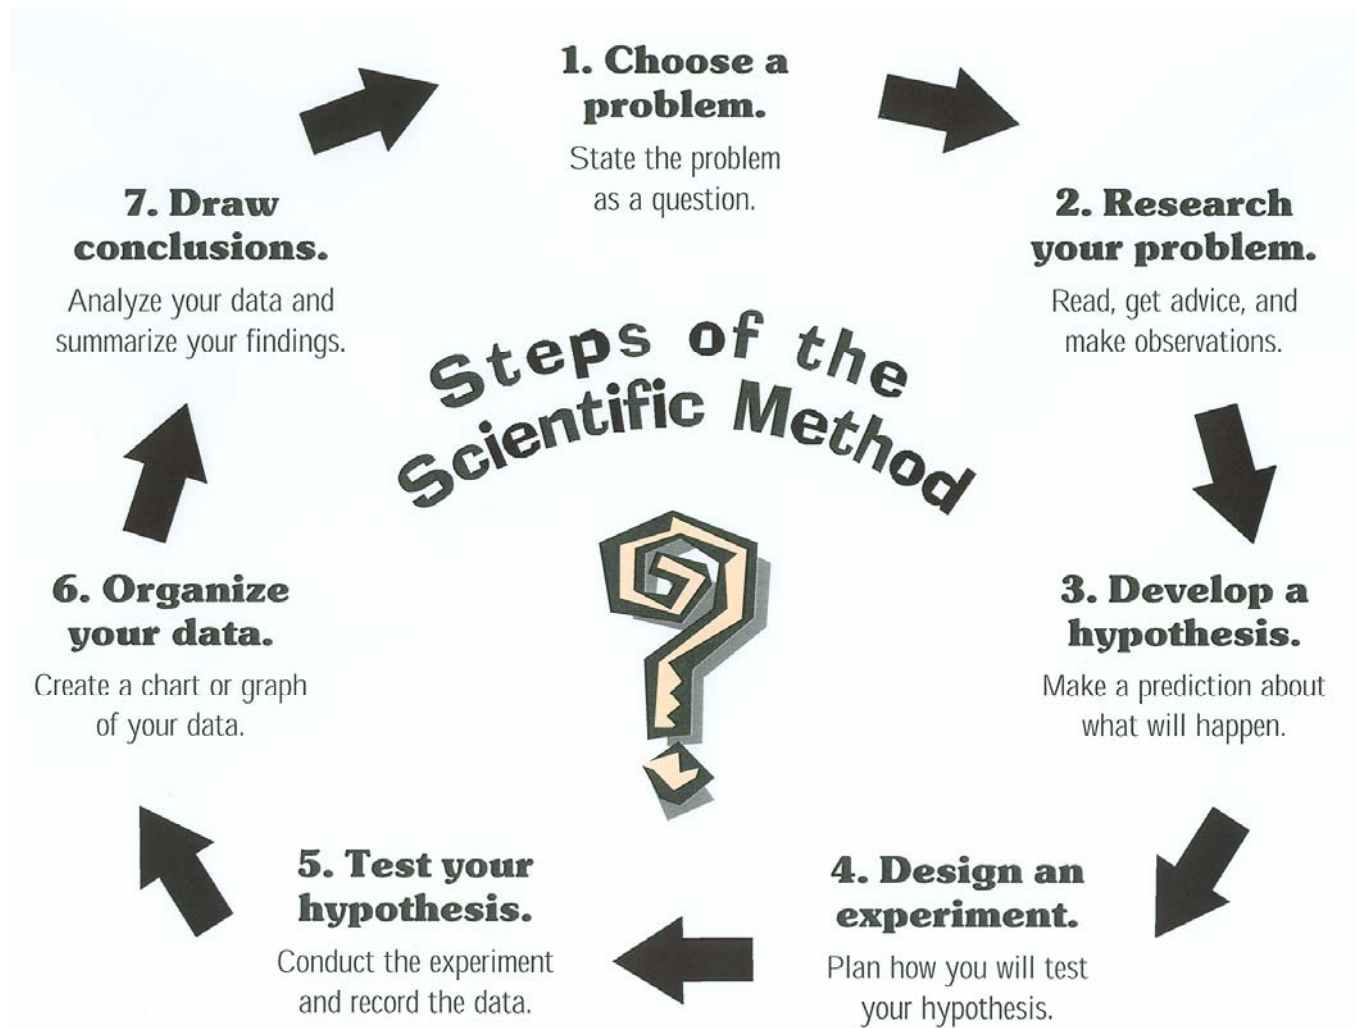 1. Choose a
problem.
State the problem
as a question.
2. Research
your problem.
Read, get advice, and
make observations.
3. Develop a
hypothesis.
Make a prediction about
what will happen.
4. Design an
experiment.
Plan how you will test
your hypothesis.
5. Test your
hypothesis.
Conduct the experiment
and record the data.
6. Organize
your data.
Create a chart or graph
of your data.
7. Draw
conclusions.
Analyze your data and
summarize your findings.
Steps of the
Scientific Method
?